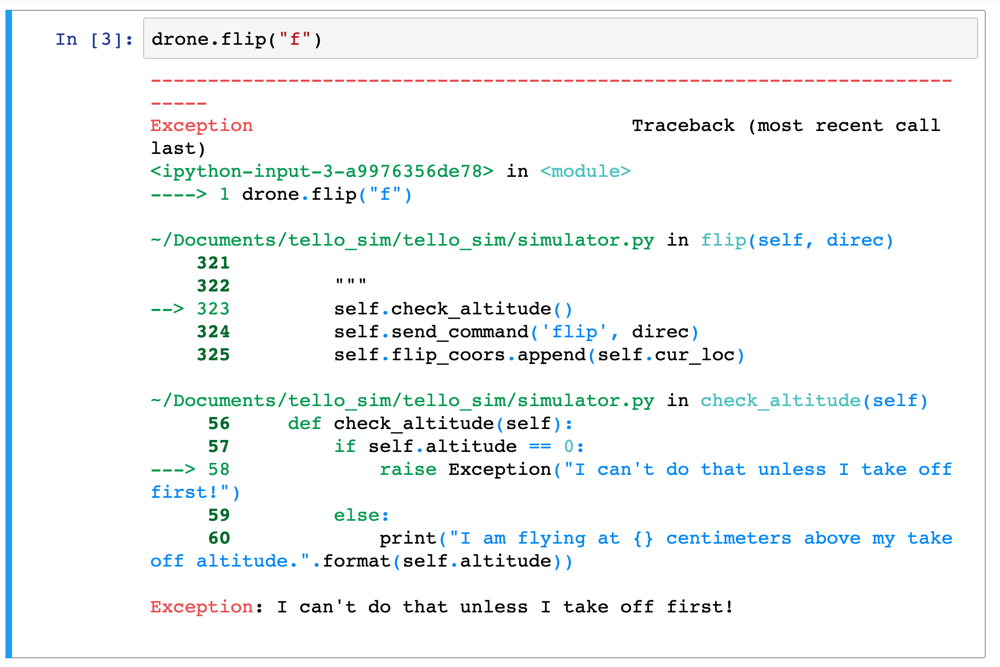 In [3]: drone.flip("f")
----------------------------------------------------------------------
-----
Exception                                 Traceback (most recent call
last)
<ipython-input-3-a9976356de78> in <module>
----> 1 drone.flip("f")
~/Documents/tello_sim/tello_sim/simulator.py in flip(self, direc)
    321
    322         """
--> 323         self.check_altitude()
    324         self.send_command('flip', direc)
    325         self.flip_coors.append(self.cur_loc)
~/Documents/tello_sim/tello_sim/simulator.py in check_altitude(self)
     56     def check_altitude(self):
     57         if self.altitude == 0:
---> 58             raise Exception("I can't do that unless I take off
first!")
     59         else:
     60             print("I am flying at {} centimeters above my take
off altitude.".format(self.altitude))
Exception: I can't do that unless I take off first!